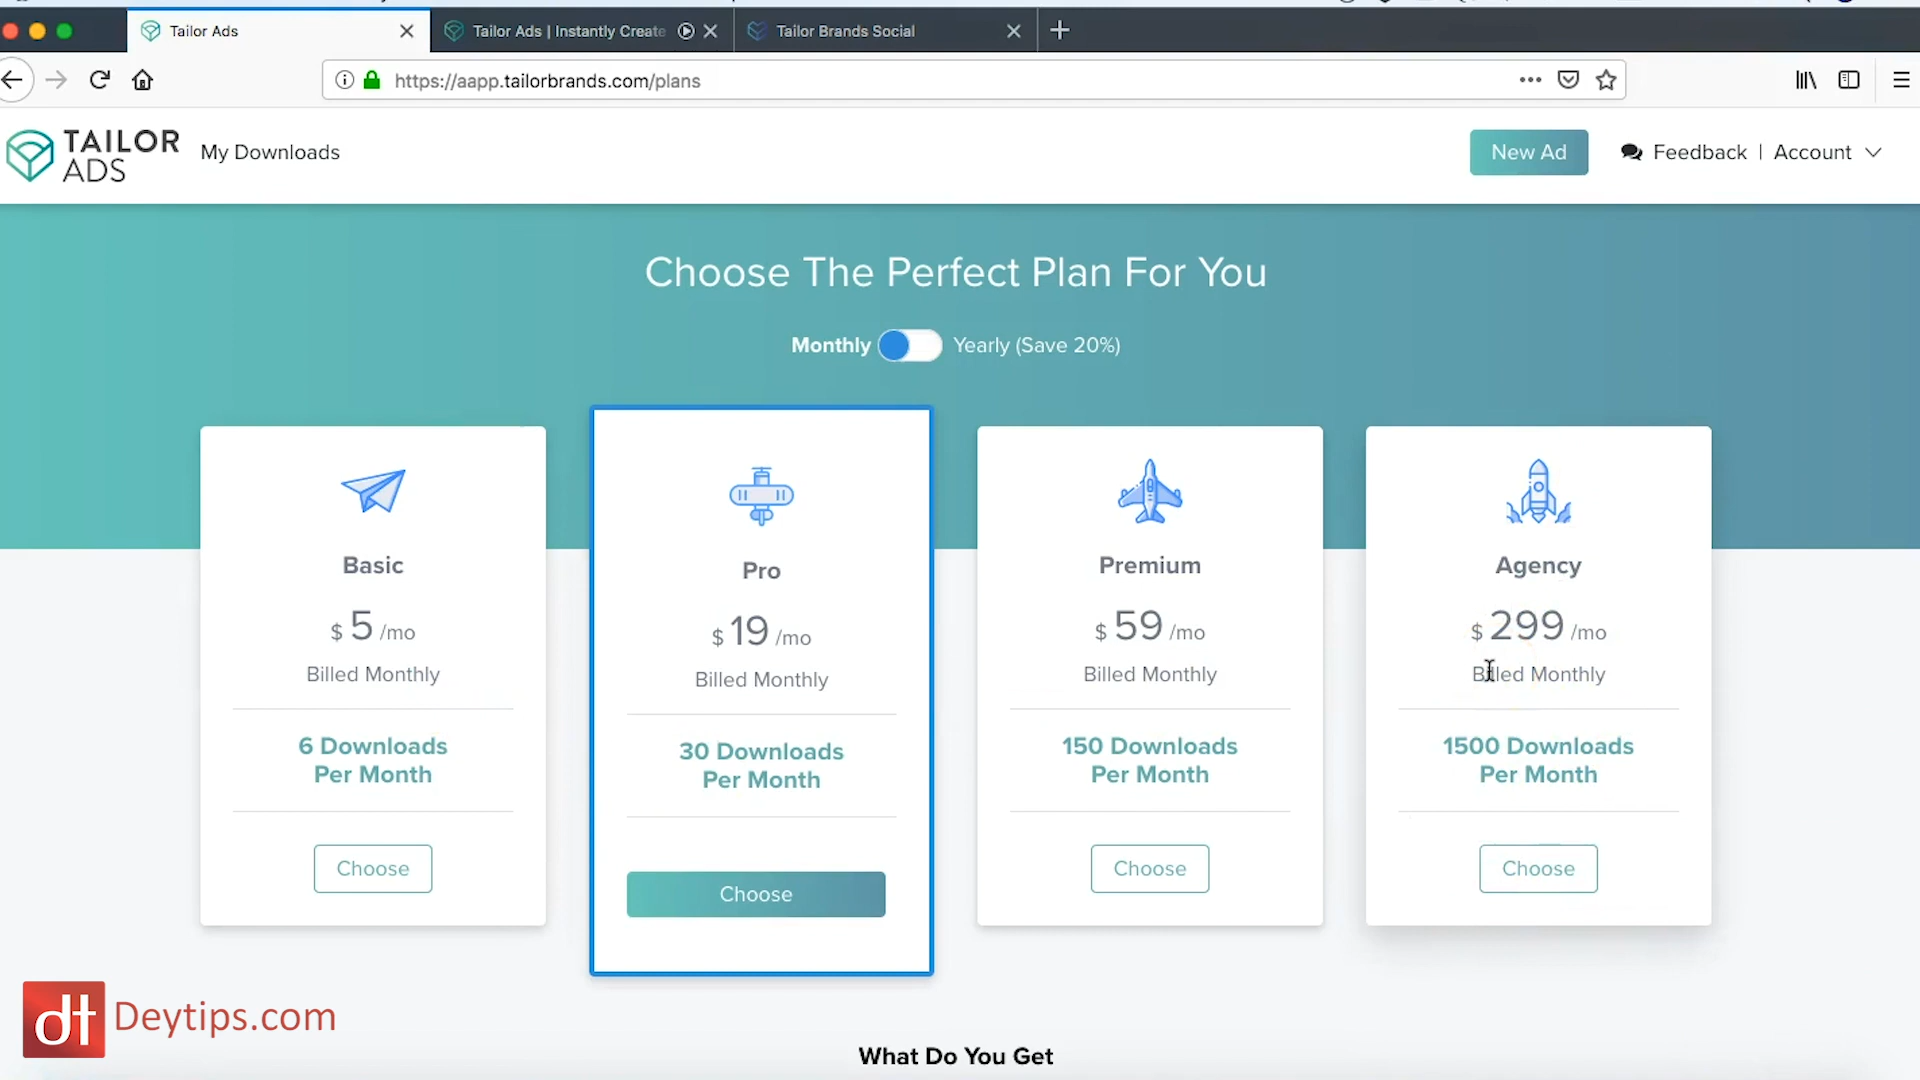 Tailor Ads
Tailor Ads | Instantly Create
Tailor Brands Social
https://aapp.tailorbrands.com/plans
TAILOR
ADS
My Downloads
New Ad
Feedback | Account
Choose The Perfect Plan For You
Monthly
Yearly (Save 20%)
Basic
$ 5 /mo
Billed Monthly
6 Downloads
Per Month
Choose
Pro
$ 19 /mo
Billed Monthly
30 Downloads
Per Month
Choose
Premium
$ 59 /mo
Billed Monthly
150 Downloads
Per Month
Choose
Agency
$ 299 /mo
Billed Monthly
1500 Downloads
Per Month
Choose
dt Deytips.com
What Do You Get